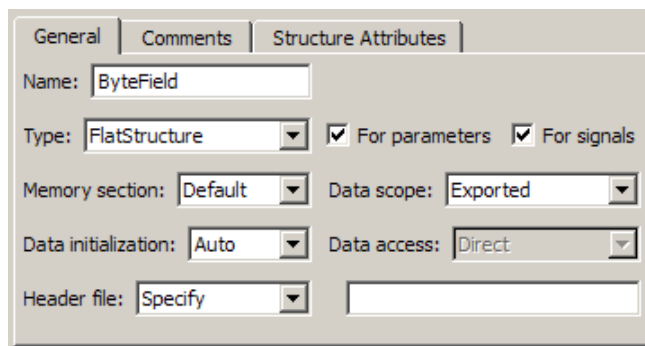 General Comments Structure Attributes
Name: ByteField
Type: FlatStructure For parameters For signals
Memory section: Default Data scope: Exported
Data initialization: Auto Data access: Direct
Header file: Specify